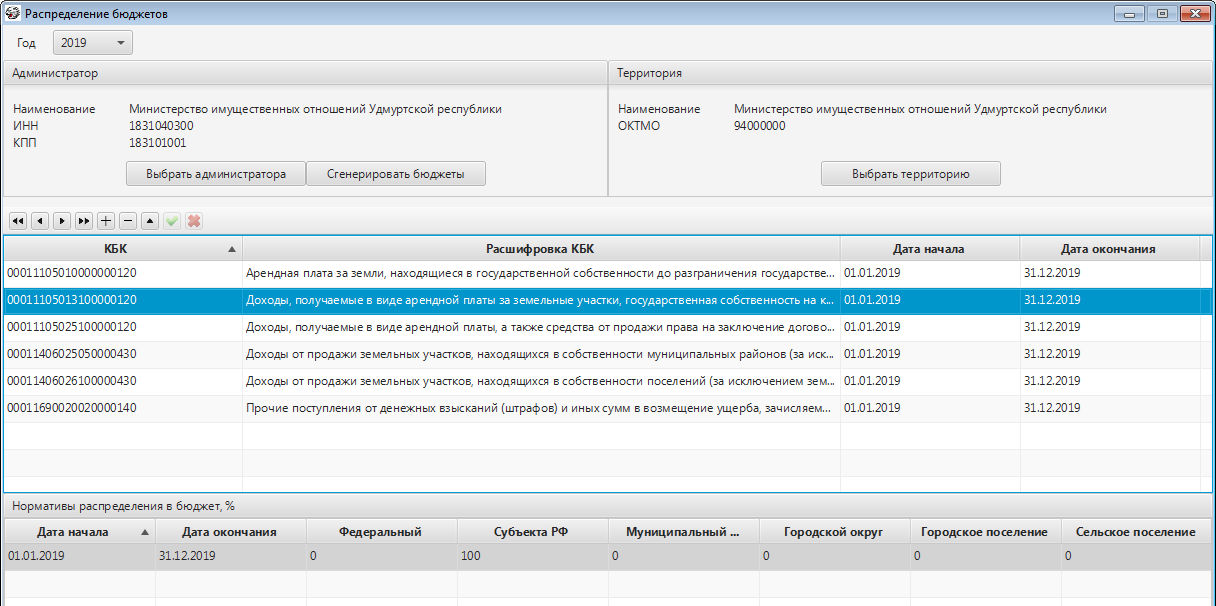 Распределение бюджетов
Год 2019
Администратор
Наименование Министерство имущественных отношений Удмуртской республики
ИНН 1831040300
КПП 183101001
Выбрать администратора Сгенерировать бюджеты
Территория
Наименование Министерство имущественных отношений Удмуртской республики
ОКТМО 94000000
Выбрать территорию
КБК Расшифровка КБК Дата начала Дата окончания
00011105010000000120 Арендная плата за земли, находящиеся в государственной собственности до разграничения государстве... 01.01.2019 31.12.2019
00011105013100000120 Доходы, получаемые в виде арендной платы за земельные участки, государственная собственность на к... 01.01.2019 31.12.2019
00011105025100000120 Доходы, получаемые в виде арендной платы, а также средства от продажи права на заключение догово... 01.01.2019 31.12.2019
00011406025050000430 Доходы от продажи земельных участков, находящихся в собственности муниципальных районов (за иск... 01.01.2019 31.12.2019
00011406026100000430 Доходы от продажи земельных участков, находящихся в собственности поселений (за исключением зем... 01.01.2019 31.12.2019
00011690020020000140 Прочие поступления от денежных взысканий (штрафов) и иных сумм в возмещение ущерба, зачисляем... 01.01.2019 31.12.2019
Нормативы распределения в бюджет, %
Дата начала Дата окончания Федеральный Субъекта РФ Муниципальный ... Городской округ Городское поселение Сельское поселение
01.01.2019 31.12.2019 0 100 0 0 0 0